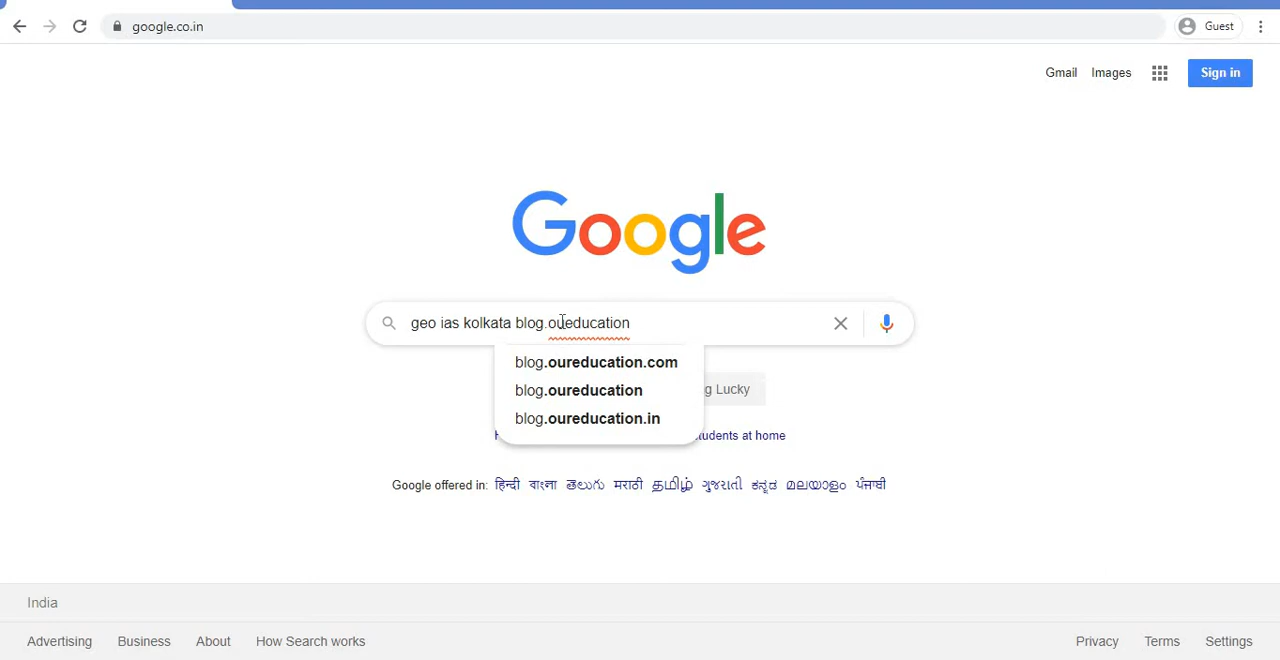 google.co.in
Guest
Gmail Images Sign in
Google
geo ias kolkata blog.oueducation
blog.oureducation.com
blog.oureducation
g Lucky
blog.oureducation.in
students at home
Google offered in: हिन्दी বাংলা తెలుగు मराठी தமிழ் ગુજરાતી ಕನ್ನಡ മലയാളം ਪੰਜਾਬੀ
India
Advertising Business About How Search works Privacy Terms Settings